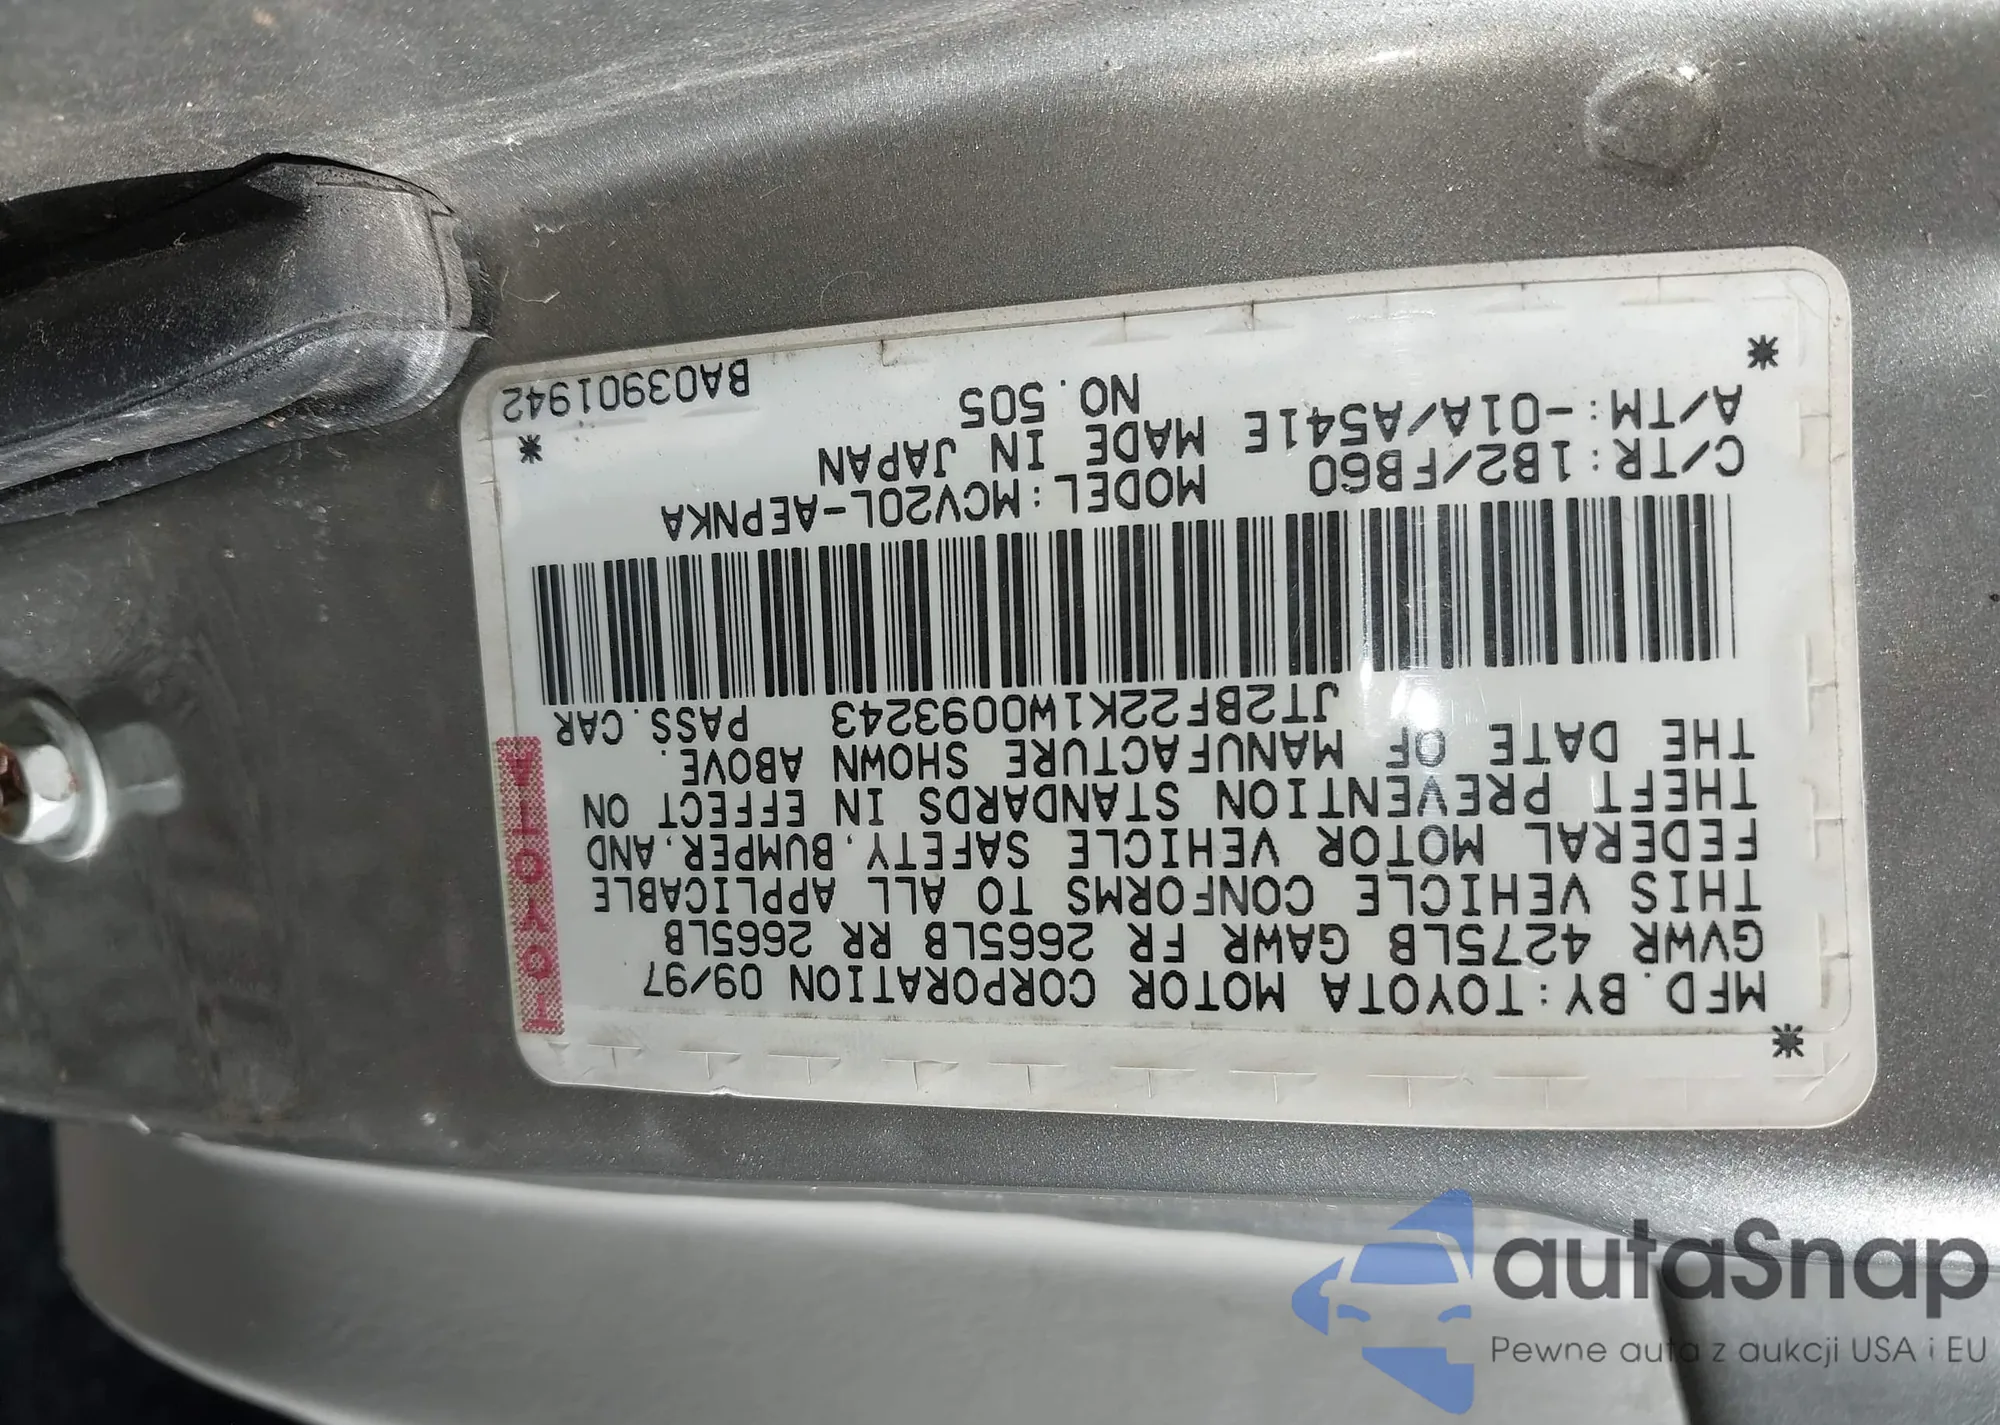 MFD.BY:TOYOTA MOTOR CORPORATION 09/97
GVWR 4275LB GAWR FR 2665LB RR 2665LB
THIS VEHICLE CONFORMS TO ALL APPLICABLE
FEDERAL MOTOR VEHICLE SAFETY,BUMPER,AND
THEFT PREVENTION STANDARDS IN EFFECT ON
THE DATE OF MANUFACTURE SHOWN ABOVE.
JT2BF22K1W0093243 PASS.CAR
C/TR:1B2/FB60 MODEL:MCV20L-AEPNKA
A/TM:-01A/A541E MADE IN JAPAN
NO.505
BA03901942
TOYOTA
autaSnap
Pewne auta z aukcji USA i EU